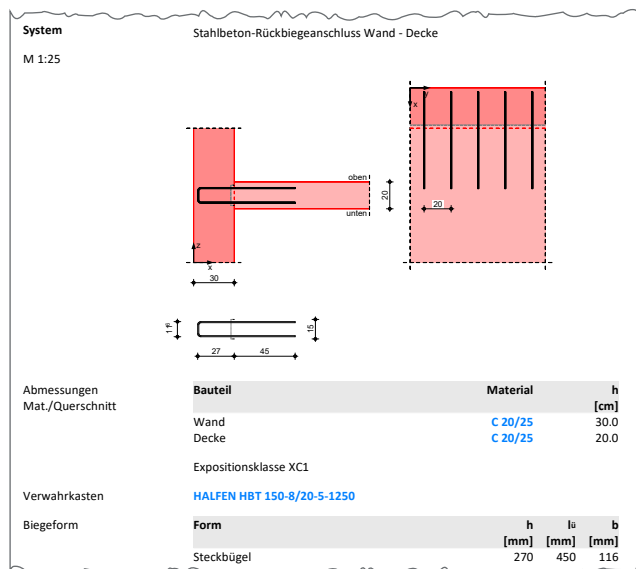 System Stahlbeton-Rückbiegeanschluss Wand - Decke
M 1:25
y
x
oben
unten
20
20
z
x
30
11⁶
15
27 45
Abmessungen Bauteil Material h
Mat./Querschnitt [cm]
Wand C 20/25 30.0
Decke C 20/25 20.0
Expositionsklasse XC1
Verwahrkasten HALFEN HBT 150-8/20-5-1250
Biegeform Form h lü b
[mm] [mm] [mm]
Steckbügel 270 450 116